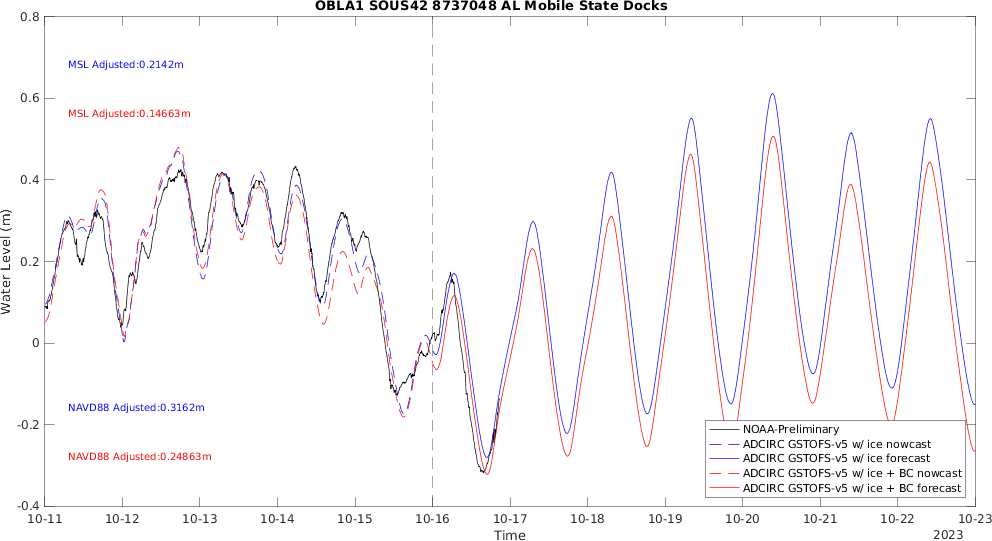 OBLA1 SOUS42 8737048 AL Mobile State Docks
0.8
0.6
0.4
0.2
0
-0.2
-0.4
Water Level (m)
MSL Adjusted:0.2142m
MSL Adjusted:0.14663m
NAVD88 Adjusted:0.3162m
NAVD88 Adjusted:0.24863m
NOAA-Preliminary
ADCIRC GSTOFS-v5 w/ ice nowcast
ADCIRC GSTOFS-v5 w/ ice forecast
ADCIRC GSTOFS-v5 w/ ice + BC nowcast
ADCIRC GSTOFS-v5 w/ ice + BC forecast
10-11 10-12 10-13 10-14 10-15 10-16 10-17 10-18 10-19 10-20 10-21 10-22 10-23
Time
2023